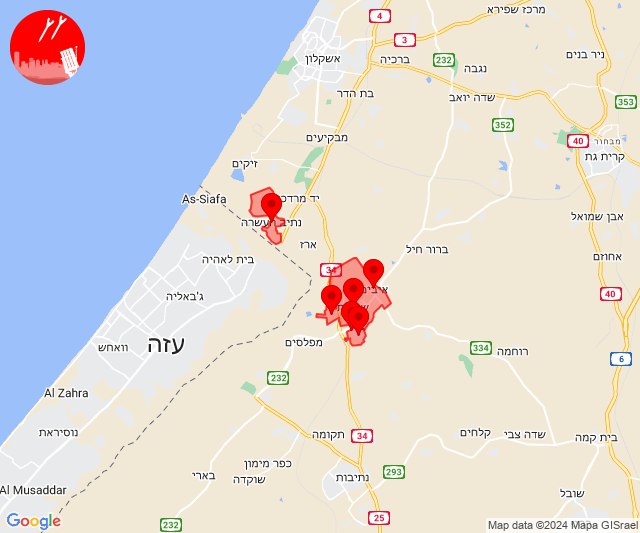 מרכז שפירא
4
3
אשקלון
ברכיה
232
ניר בנים
נגבה
בת הדר
שדה יואב
353
352
מבקיעים
40
מבחור
קרית גת
זיקים
As-Siafa
יד מרדכי
נתיב העשרה
אבן שמואל
ארז
ברור חיל
בית לאהיה
אחוזם
34
איבים
ג'באליה
40
עזה
וואחש
מפלסים
334
רוחמה
6
232
Al Zahra
נוסיראת
תקומה
34
קלחים
שדה צבי
בית קמה
כפר מימון
שוקדה
בארי
293
נתיבות
Al Musaddar
שובל
232
25
Google
Map data ©2024 Mapa GISrael